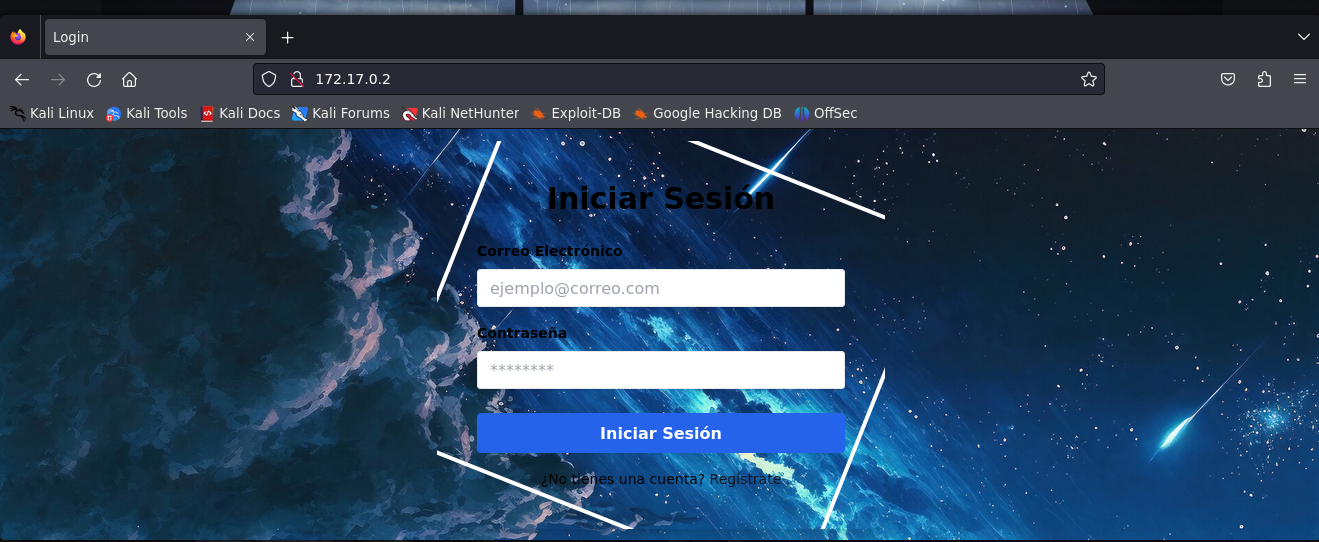 Login
172.17.0.2
Kali Linux Kali Tools Kali Docs Kali Forums Kali NetHunter Exploit-DB Google Hacking DB OffSec
Iniciar Sesión
Correo Electrónico
ejemplo@correo.com
Contraseña
********
Iniciar Sesión
¿No tienes una cuenta? Regístrate